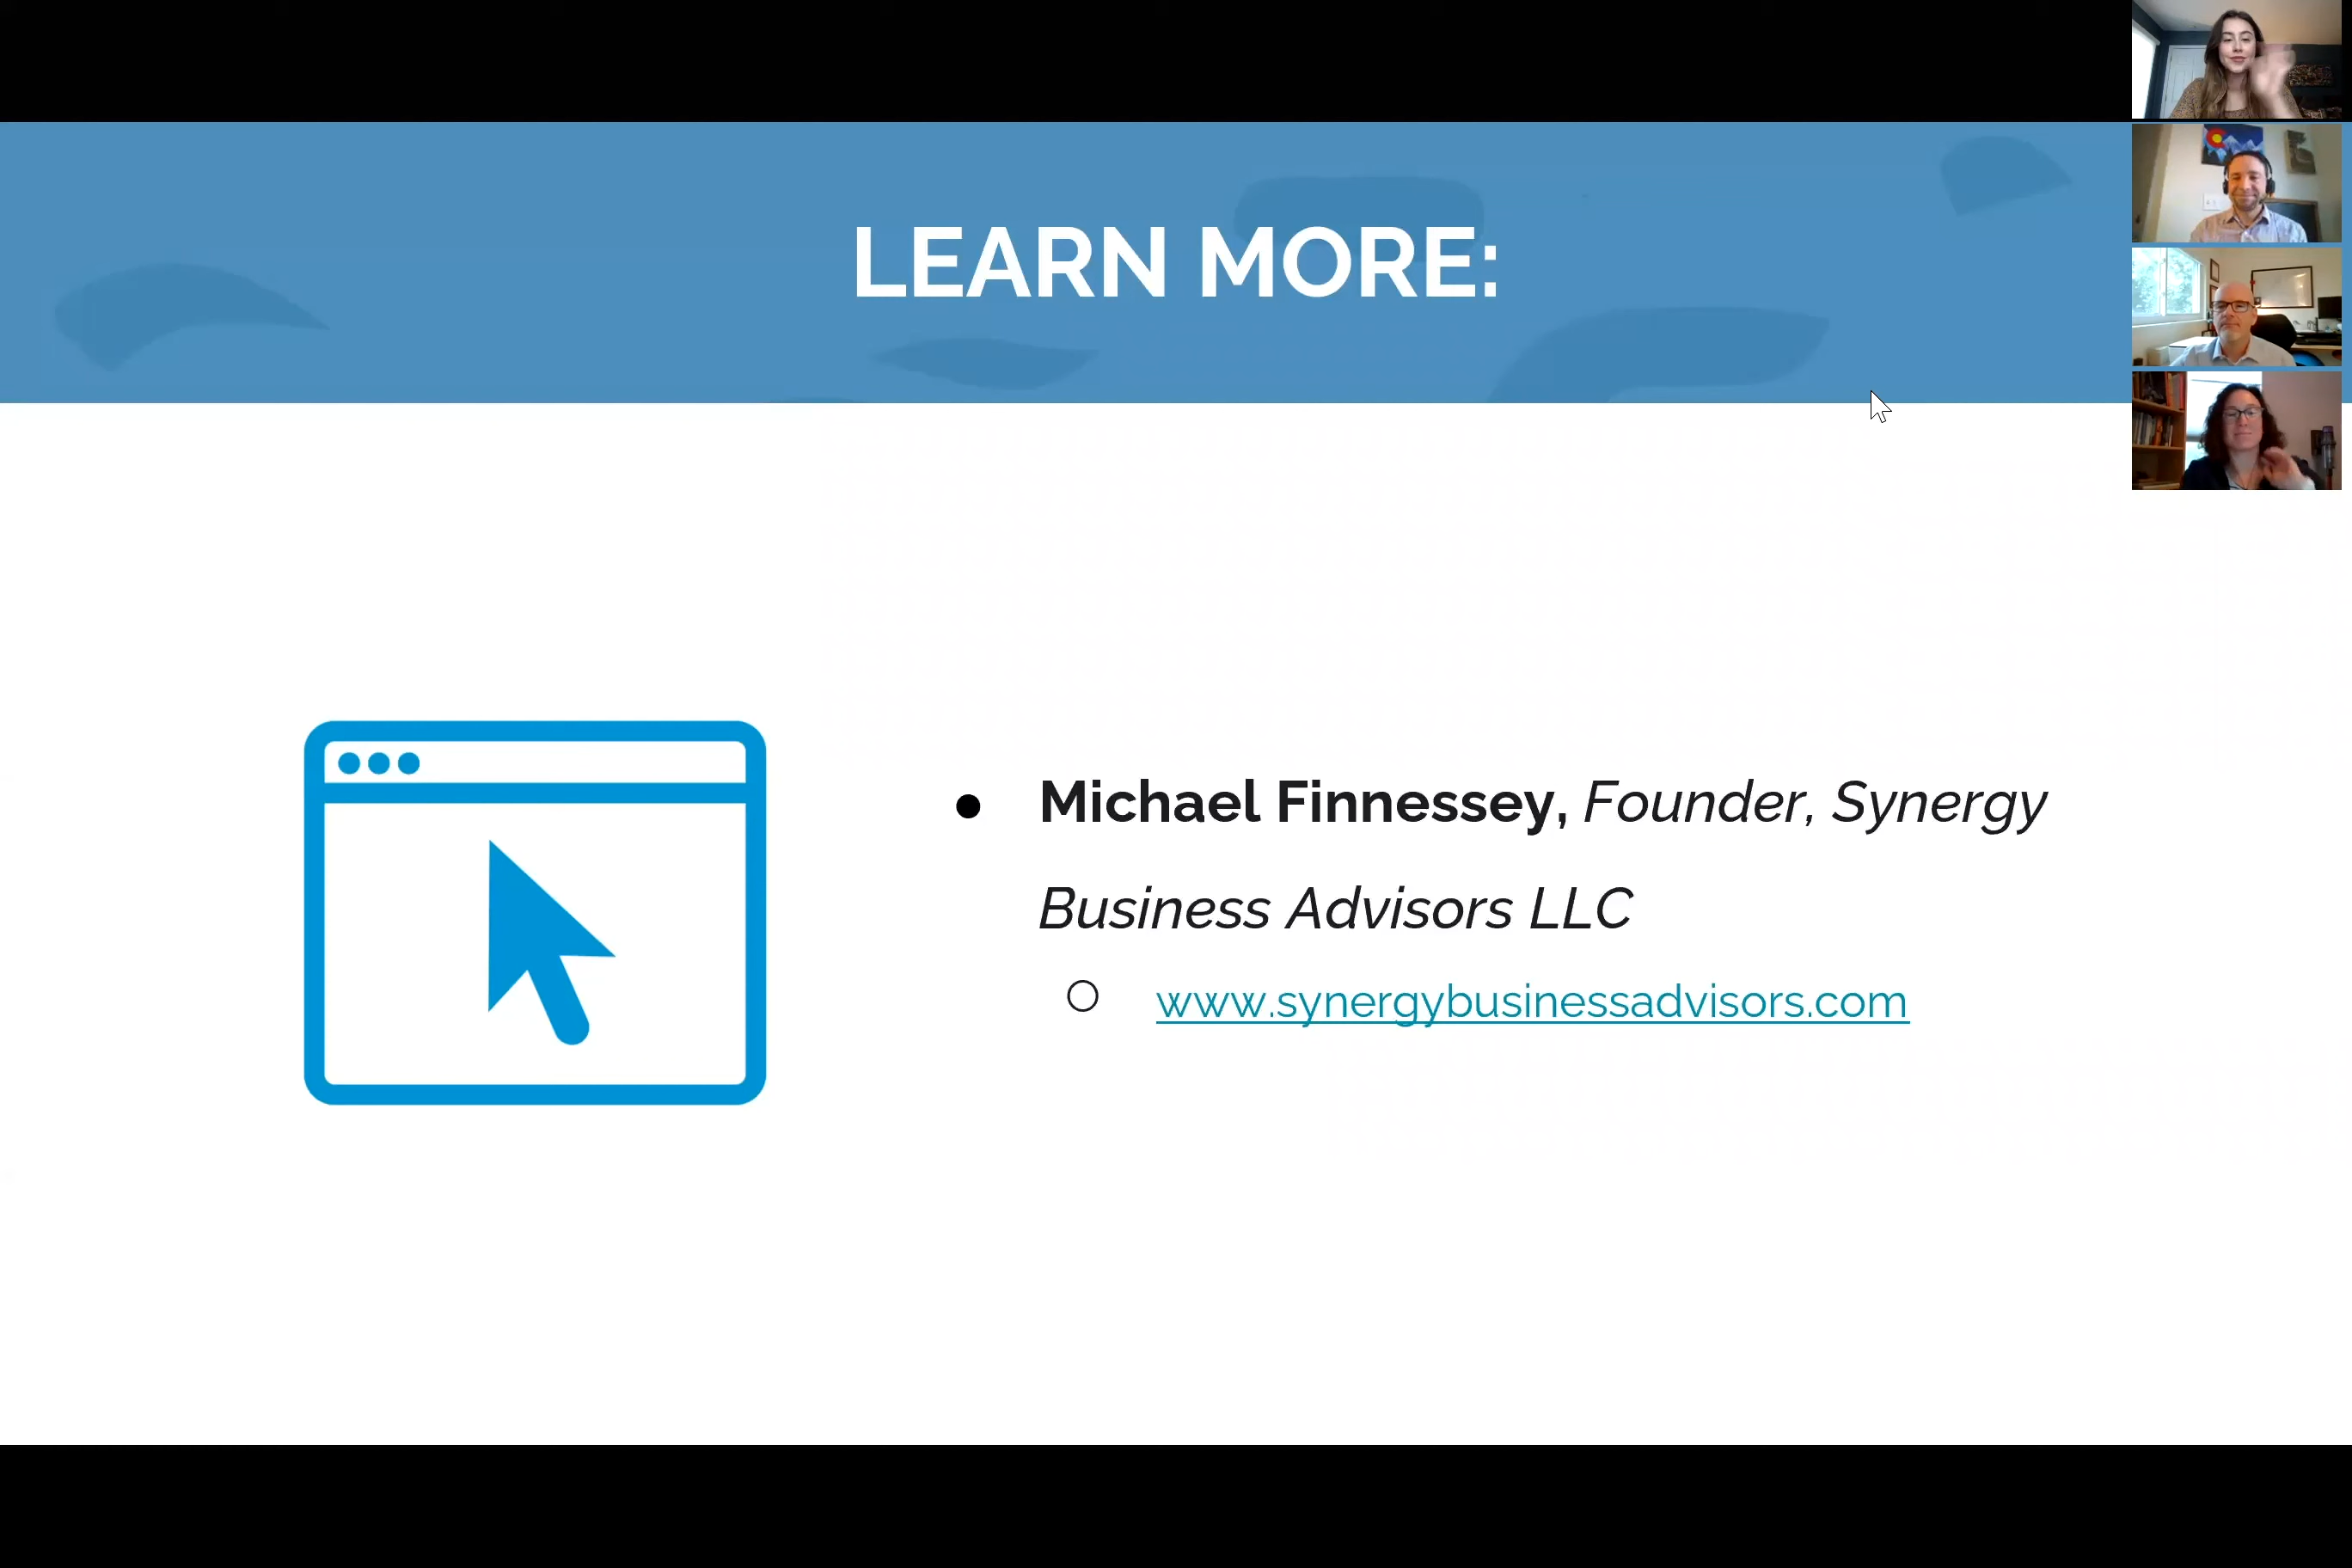 LEARN MORE:
● Michael Finnessey, Founder, Synergy
Business Advisors LLC
○ www.synergybusinessadvisors.com